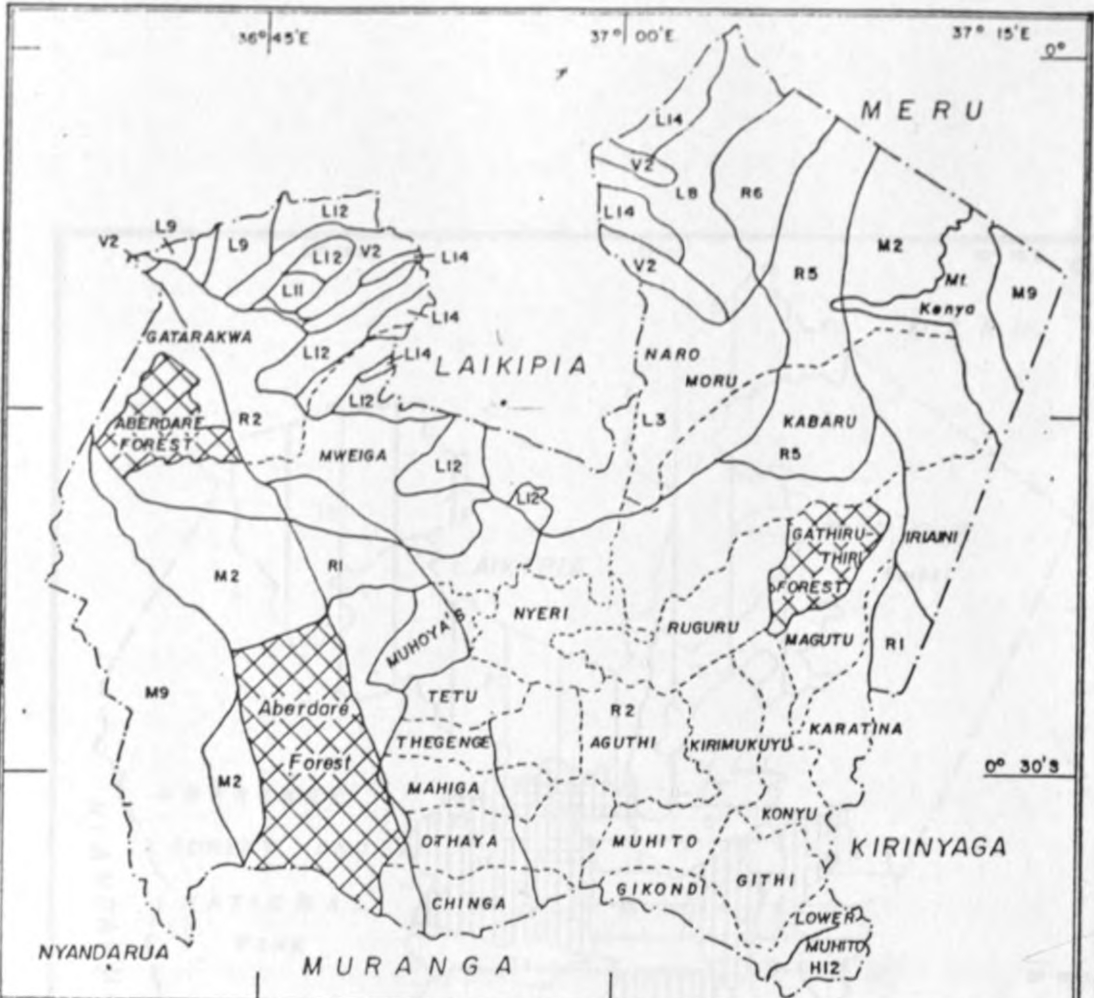 36° 45'E
37° 00'E
37° 15'E
0°
MERU
L14
V2
L8
R6
L12
L9
L9
V2
L12
V2
L14
L11
L14
R5
M2
Mt.
Kenya
M9
L14
V2
GATARAKWA
L14
L12
L14
LAIKIPIA
NARO
MORU
L12
ABERDARE
FOREST
R2
MWEIGA
L3
KABARU
R5
L12
L12
GATHIRU-
THIRI
FOREST
IRIAINI
M2
R1
NYERI
RUGURU
MUHOYA'S
MAGUTU
R1
M9
Aberdare
Forest
TETU
R2
KARATINA
THEGENGE
AGUTHI
KIRIMUKUYU
0° 30'S
M2
MAHIGA
KONYU
OTHAYA
MUHITO
KIRINYAGA
GITHI
CHINGA
GIKONDI
LOWER
MUHITO
H12
NYANDARUA
MURANGA